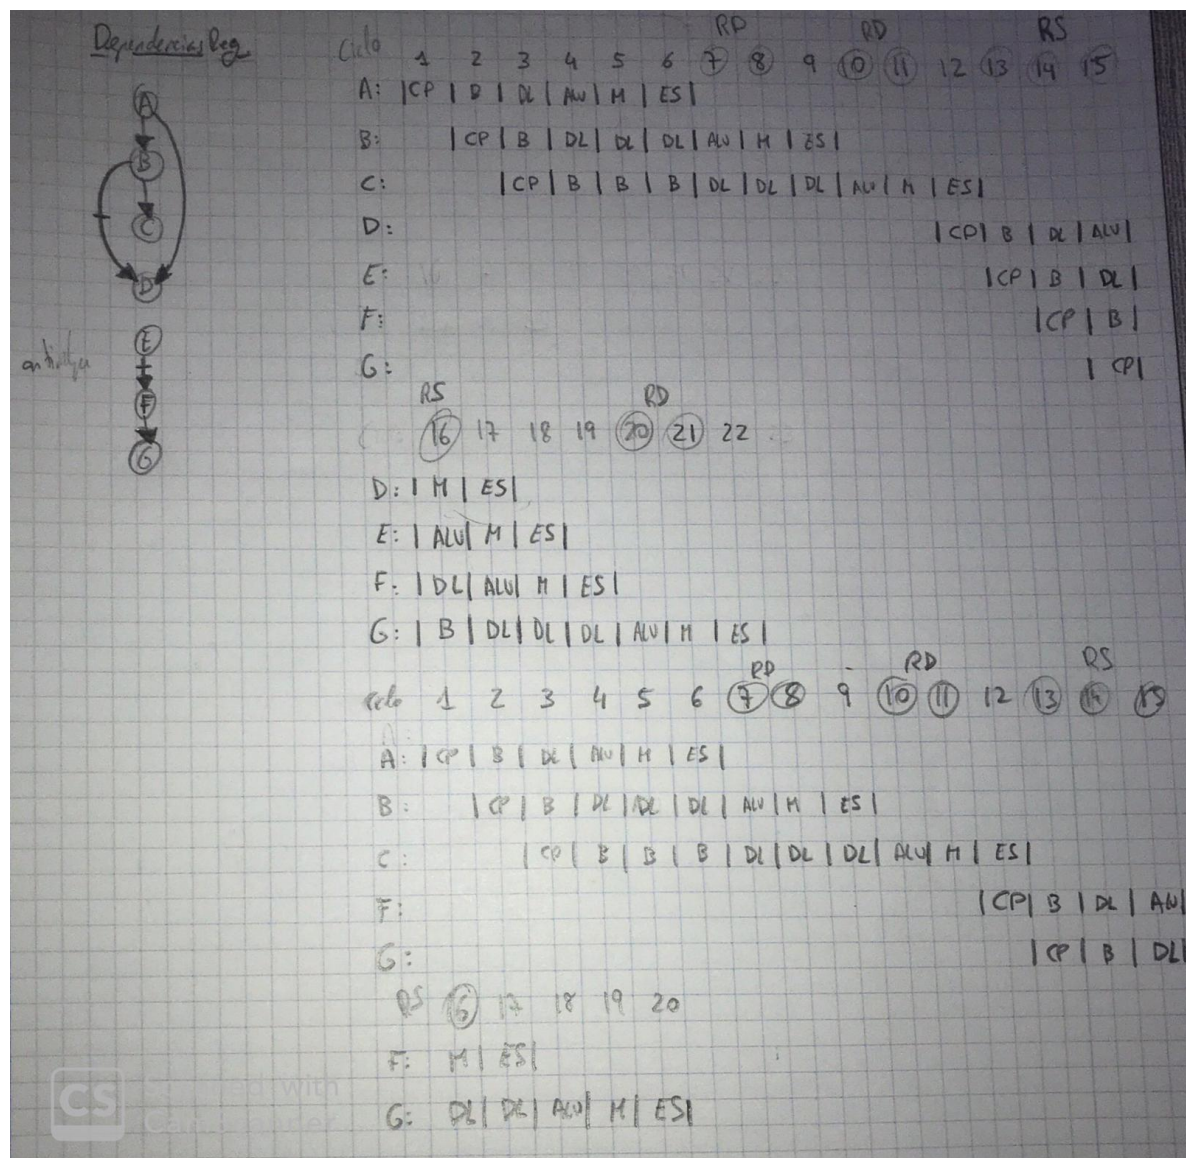 Dependencias Reg
RD RD RS
Ciclo 1 2 3 4 5 6 7 8 9 10 11 12 13 14 15
A: |CP| B | DL | ALU | M | ES|
B: | CP | B | DL | DL | DL | ALU | M | ES|
C: | CP | B | B | B | DL | DL | DL | ALU | M | ES|
D: | CP| B | DL | ALU|
E: | CP | B | DL |
F: | CP | B |
G: | CP|
A
B
C
D
E
F
G
RS RD
16 17 18 19 20 21 22
D: | M | ES|
E: | ALU| M | ES|
F: | DL| ALU| M | ES|
G: | B | DL| DL | DL | ALU | M | ES |
RD RD RS
Ciclo 1 2 3 4 5 6 7 8 9 10 11 12 13 14 15
A: | CP | B | DL | ALU | M | ES |
B: | CP | B | DL | DL | DL | ALU | M | ES |
C: | CP | B | B | B | DL | DL | DL | ALU| M | ES|
F: | CP| B | DL | ALU|
G: | CP | B | DL|
RS 16 17 18 19 20
F: M | ES|
G: DL| DL | ALU| M | ES|
CS Scanned with
CamScanner